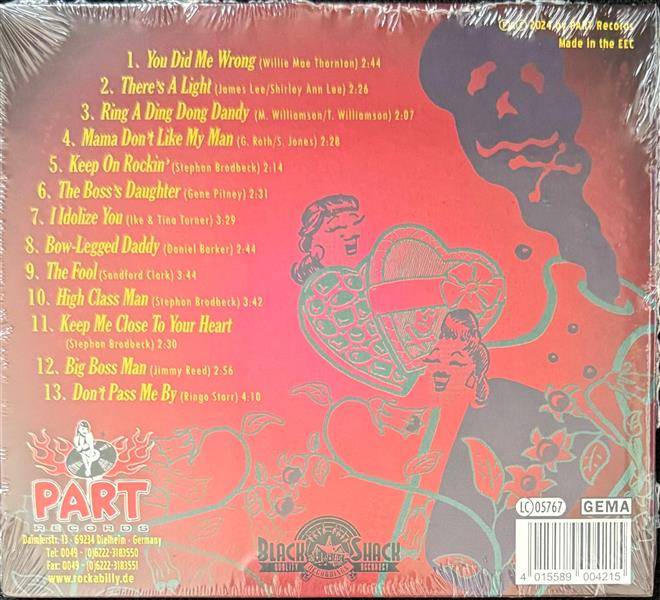 ℗ © 2024 by PART Records
Made in the EEC
1. You Did Me Wrong (Willie Mae Thornton) 2:44
2. There's A Light (James Lee/Shirley Ann Lee) 2:26
3. Ring A Ding Dong Dandy (M. Williamson/T. Williamson) 2:07
4. Mama Don't Like My Man (G. Roth/S. Jones) 2:28
5. Keep On Rockin' (Stephan Brodbeck) 2:14
6. The Boss's Daughter (Gene Pitney) 2:31
7. I Idolize You (Ike & Tina Turner) 3:29
8. Bow-Legged Daddy (Daniel Barker) 2:44
9. The Fool (Sandford Clark) 3:44
10. High Class Man (Stephan Brodbeck) 3:42
11. Keep Me Close To Your Heart
(Stephan Brodbeck) 2:30
12. Big Boss Man (Jimmy Reed) 2:56
13. Don't Pass Me By (Ringo Starr) 4:10
PART
RECORDS
Daimlerstr. 13 - 69234 Dielheim - Germany
Tel: 0049 - (0)6222-3183550
Fax: 0049 - (0)6222-3183551
www.rockabilly.de
BLACK SHACK
RECORDINGS
LC 05767
GEMA
4 015589 004215